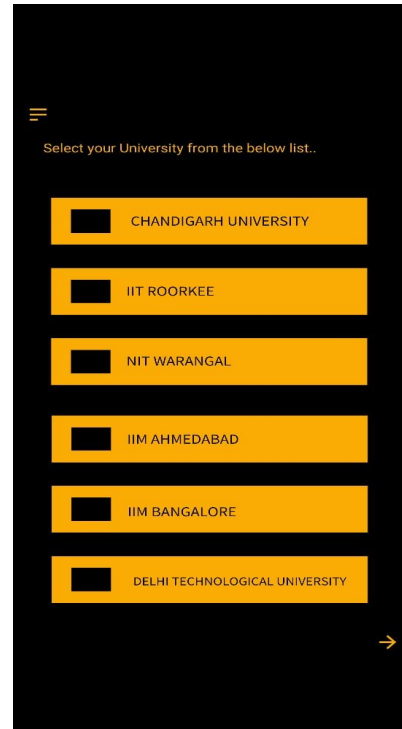 Select your University from the below list..
CHANDIGARH UNIVERSITY
IIT ROORKEE
NIT WARANGAL
IIM AHMEDABAD
IIM BANGALORE
DELHI TECHNOLOGICAL UNIVERSITY